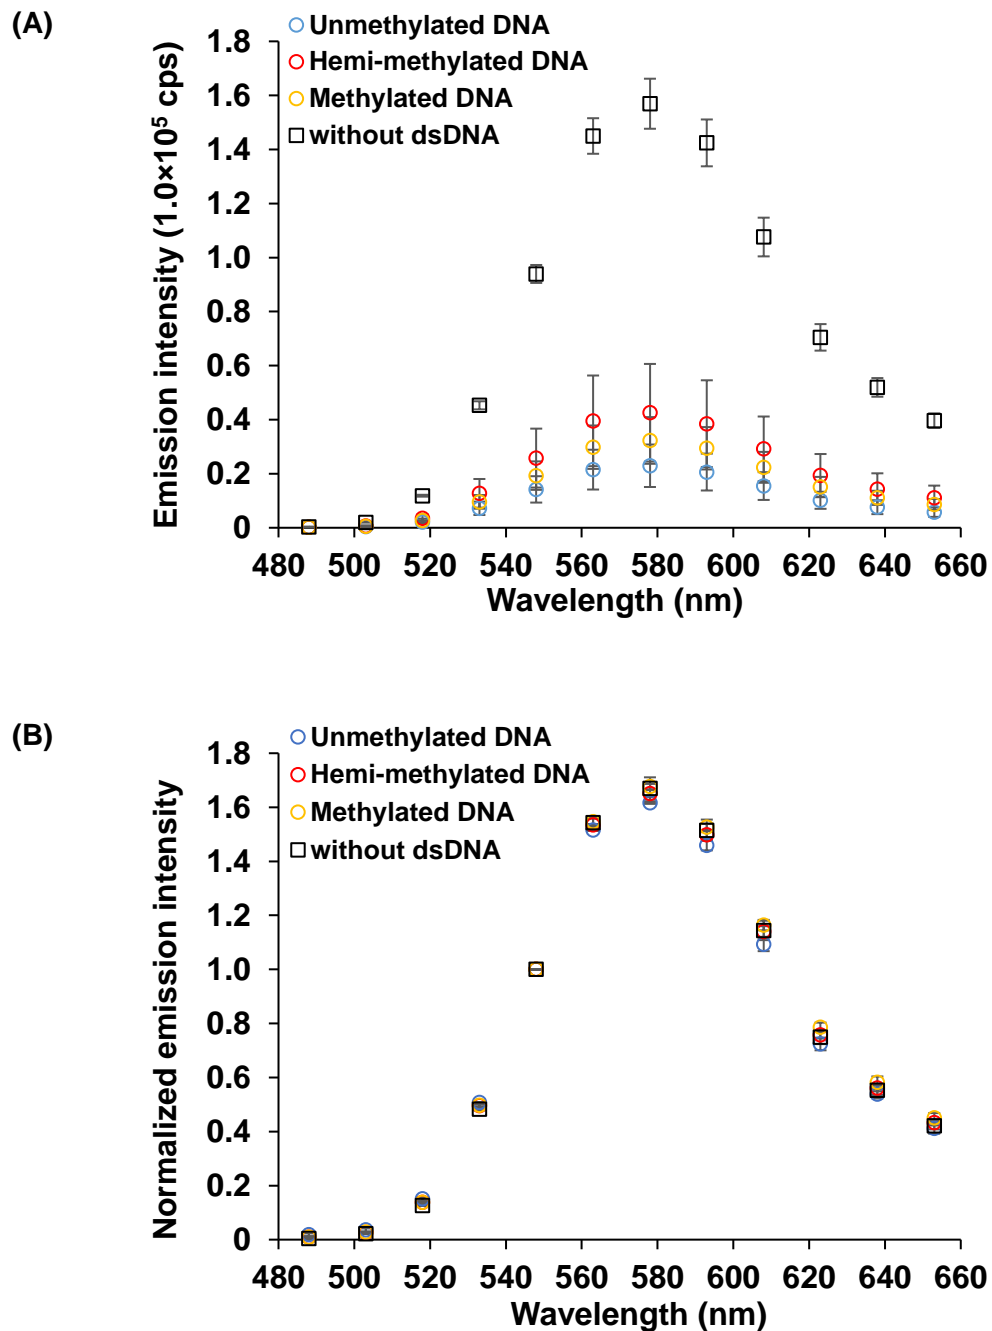 (A)
Unmethylated DNA
Hemi-methylated DNA
Methylated DNA
without dsDNA
Emission intensity (1.0×10⁵ cps)
1.8
1.6
1.4
1.2
1.0
0.8
0.6
0.4
0.2
0
480 500 520 540 560 580 600 620 640 660
Wavelength (nm)
(B)
Unmethylated DNA
Hemi-methylated DNA
Methylated DNA
without dsDNA
Normalized emission intensity
1.8
1.6
1.4
1.2
1.0
0.8
0.6
0.4
0.2
0
480 500 520 540 560 580 600 620 640 660
Wavelength (nm)